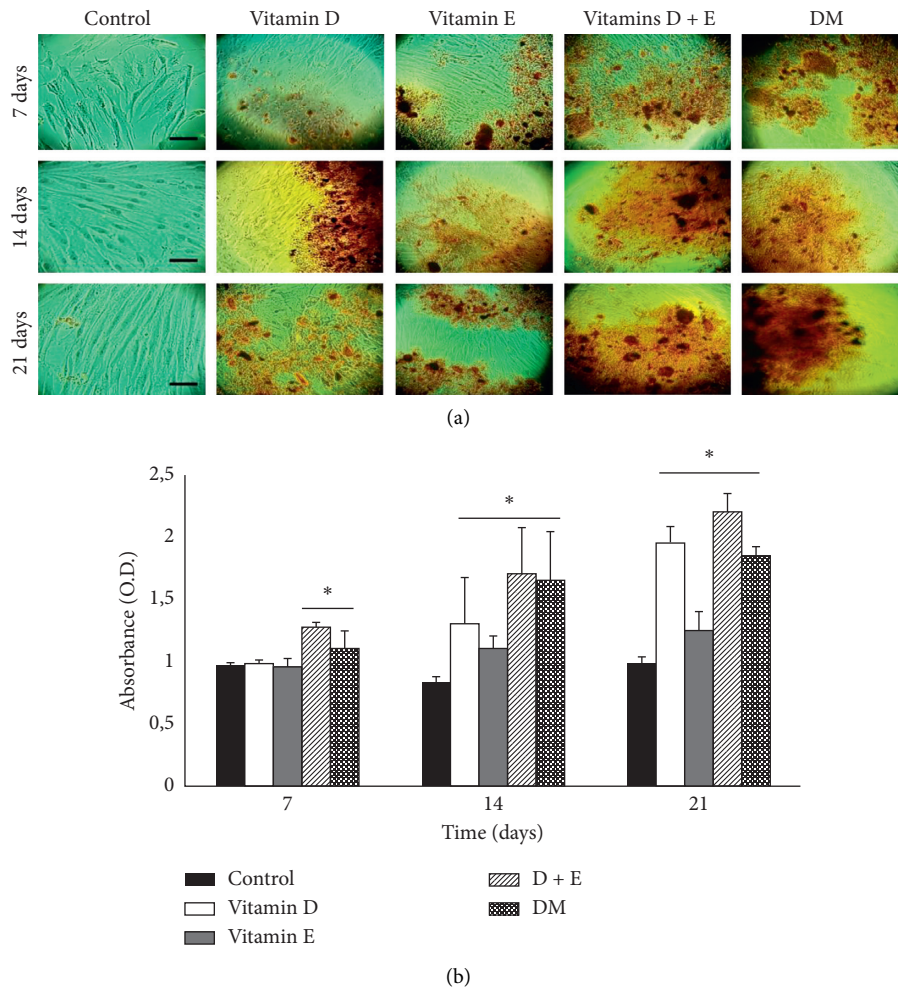 Control Vitamin D Vitamin E Vitamins D + E DM
7 days
14 days
21 days
(a)
2,5
2
1,5
1
0,5
0
Absorbance (O.D.)
*
*
*
7 14 21
Time (days)
Control
Vitamin D
Vitamin E
D + E
DM
(b)